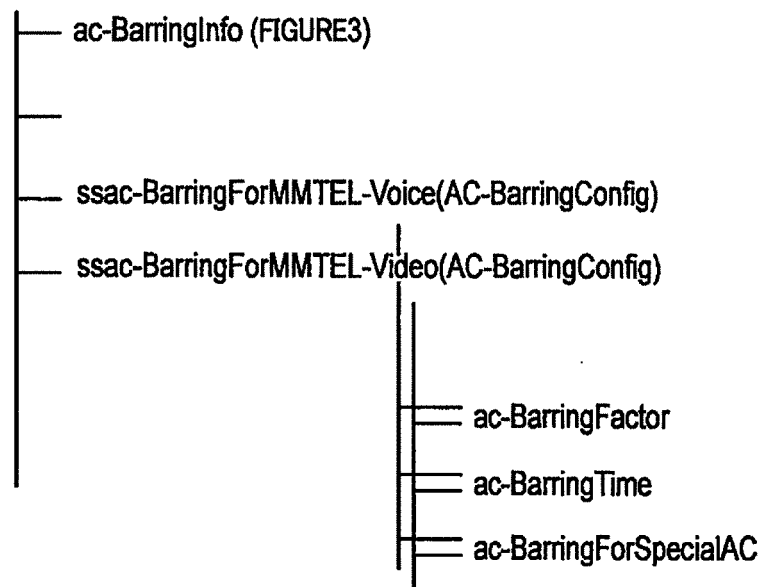 ac-BarringInfo (FIGURE3)
ssac-BarringForMMTEL-Voice(AC-BarringConfig)
ssac-BarringForMMTEL-Video(AC-BarringConfig)
ac-BarringFactor
ac-BarringTime
ac-BarringForSpecialAC